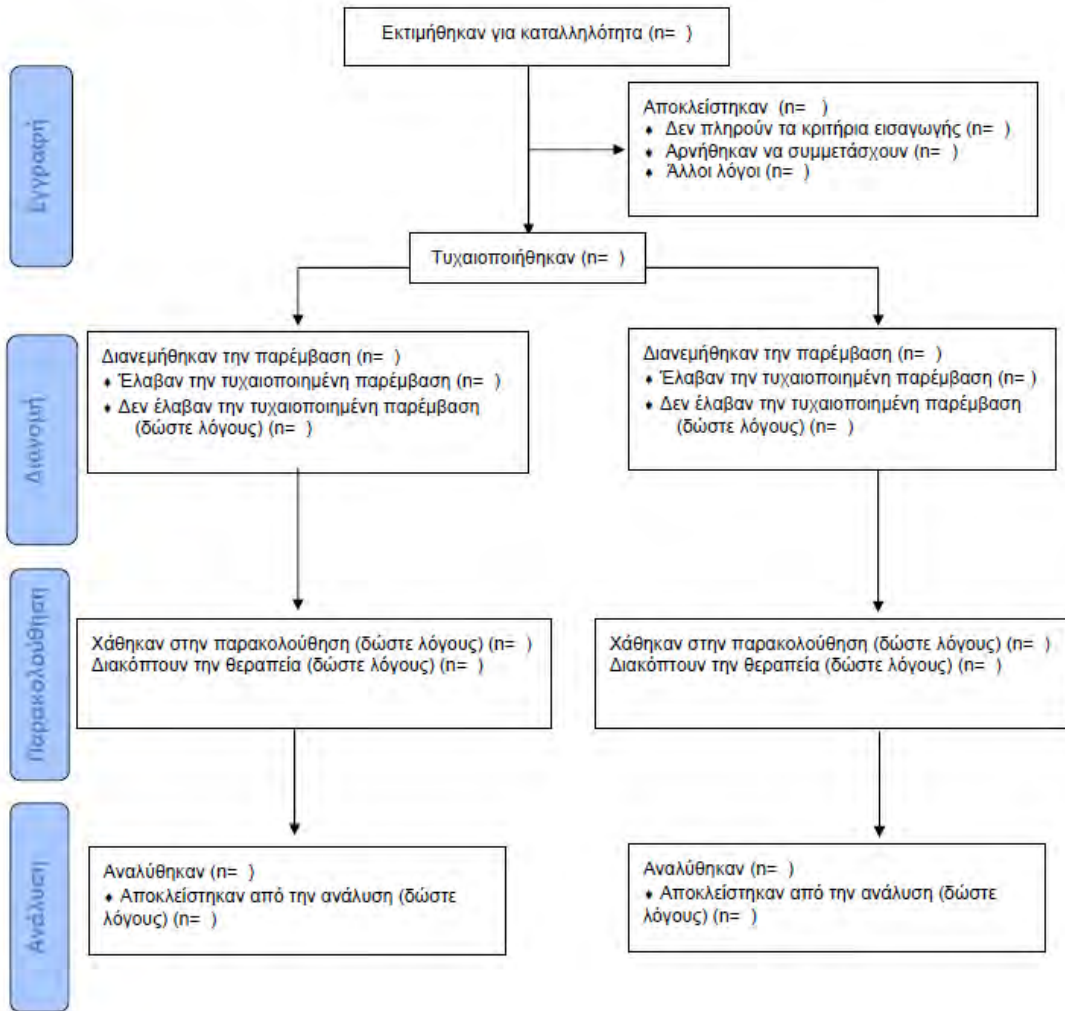 Εκτιμήθηκαν για καταλληλότητα (n= )
Εγγραφή
Αποκλείστηκαν (n= )
♦ Δεν πληρούν τα κριτήρια εισαγωγής (n= )
♦ Αρνήθηκαν να συμμετάσχουν (n= )
♦ Άλλοι λόγοι (n= )
Τυχαιοποιήθηκαν (n= )
Διανομή
Διανεμήθηκαν την παρέμβαση (n= )
♦ Έλαβαν την τυχαιοποιημένη παρέμβαση (n= )
♦ Δεν έλαβαν την τυχαιοποιημένη παρέμβαση
(δώστε λόγους) (n= )
Διανεμήθηκαν την παρέμβαση (n= )
♦ Έλαβαν την τυχαιοποιημένη παρέμβαση (n= )
♦ Δεν έλαβαν την τυχαιοποιημένη παρέμβαση
(δώστε λόγους) (n= )
Παρακολούθηση
Χάθηκαν στην παρακολούθηση (δώστε λόγους) (n= )
Διακόπτουν την θεραπεία (δώστε λόγους) (n= )
Χάθηκαν στην παρακολούθηση (δώστε λόγους) (n= )
Διακόπτουν την θεραπεία (δώστε λόγους) (n= )
Ανάλυση
Αναλύθηκαν (n= )
♦ Αποκλείστηκαν από την ανάλυση (δώστε
λόγους) (n= )
Αναλύθηκαν (n= )
♦ Αποκλείστηκαν από την ανάλυση (δώστε
λόγους) (n= )